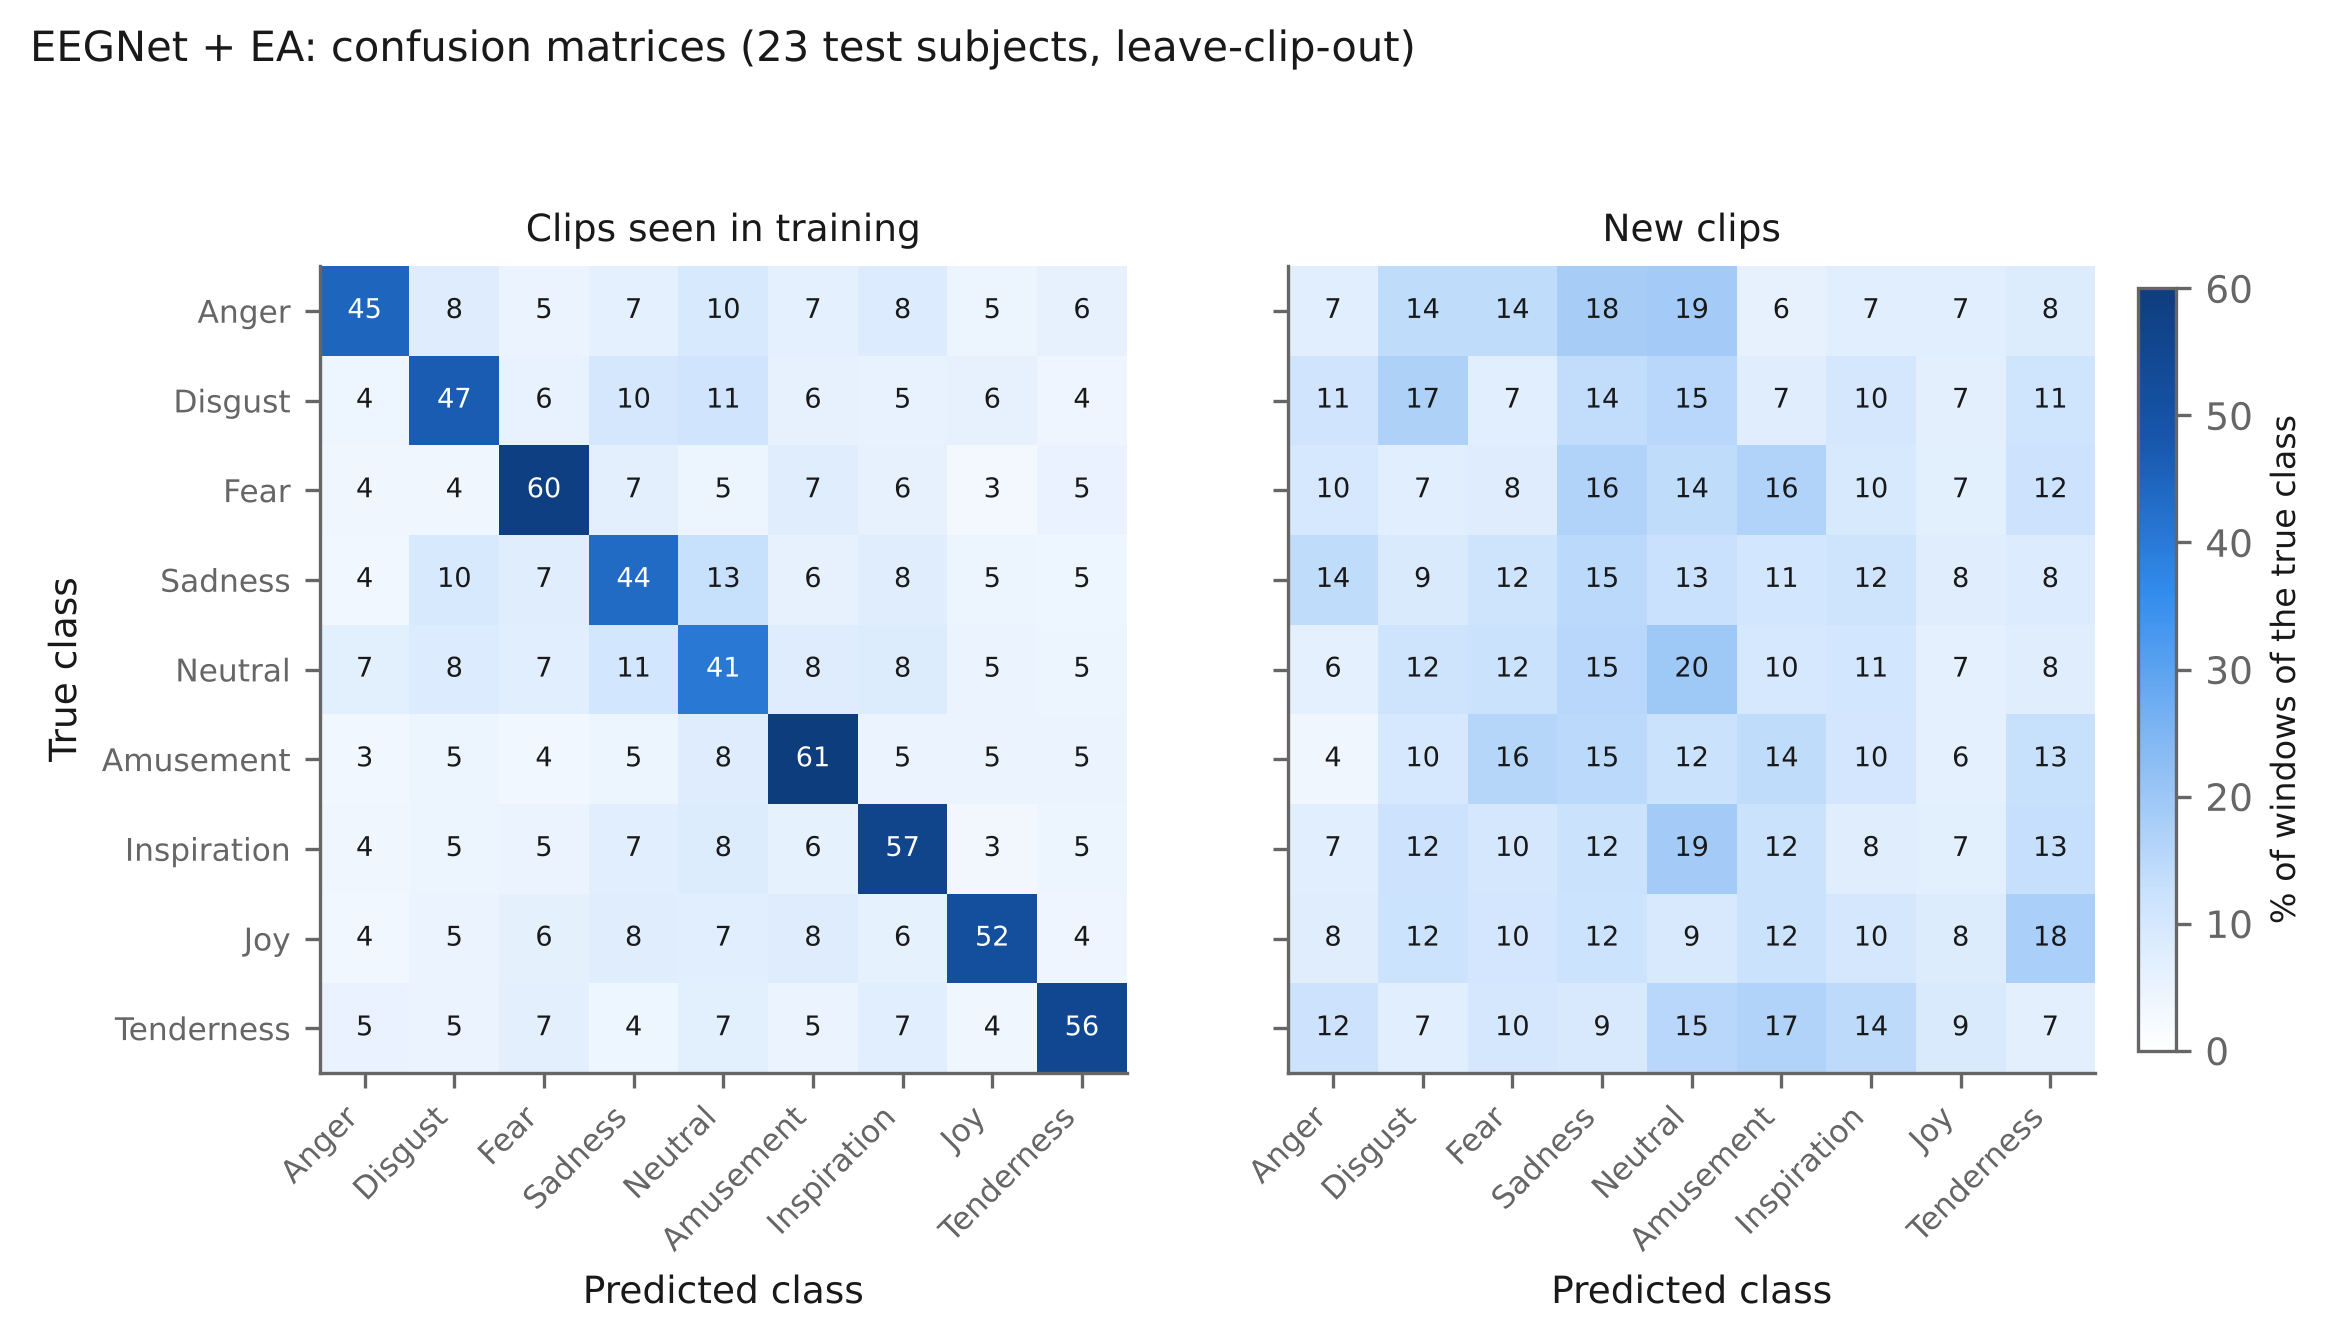 EEGNet + EA: confusion matrices (23 test subjects, leave-clip-out)
Clips seen in training
True class
Anger 45 8 5 7 10 7 8 5 6
Disgust 4 47 6 10 11 6 5 6 4
Fear 4 4 60 7 5 7 6 3 5
Sadness 4 10 7 44 13 6 8 5 5
Neutral 7 8 7 11 41 8 8 5 5
Amusement 3 5 4 5 8 61 5 5 5
Inspiration 4 5 5 7 8 6 57 3 5
Joy 4 5 6 8 7 8 6 52 4
Tenderness 5 5 7 4 7 5 7 4 56
Anger Disgust Fear Sadness Neutral Amusement Inspiration Joy Tenderness
Predicted class
New clips
7 14 14 18 19 6 7 7 8
11 17 7 14 15 7 10 7 11
10 7 8 16 14 16 10 7 12
14 9 12 15 13 11 12 8 8
6 12 12 15 20 10 11 7 8
4 10 16 15 12 14 10 6 13
7 12 10 12 19 12 8 7 13
8 12 10 12 9 12 10 8 18
12 7 10 9 15 17 14 9 7
Anger Disgust Fear Sadness Neutral Amusement Inspiration Joy Tenderness
Predicted class
60
50
40
30
20
10
0
% of windows of the true class